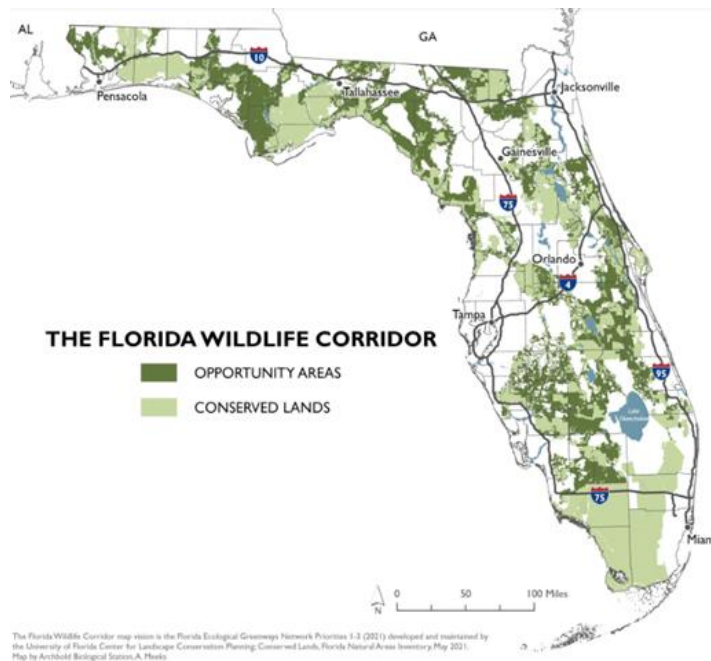 AL
GA
10
Pensacola
Tallahassee
Jacksonville
Gainesville
75
Orlando
4
Tampa
THE FLORIDA WILDLIFE CORRIDOR
OPPORTUNITY AREAS
CONSERVED LANDS
95
Lake
75
Miam
N
0 50 100 Miles
The Florida Wildlife Corridor map vision is the Florida Ecological Greenways Network Priorities 1-3 (2021) developed and maintained by
the University of Florida Center for Landscape Conservation Planning; Conserved Lands, Florida Natural Areas Inventory, May 2021.
Map by Archbold Biological Station, A. Meeks